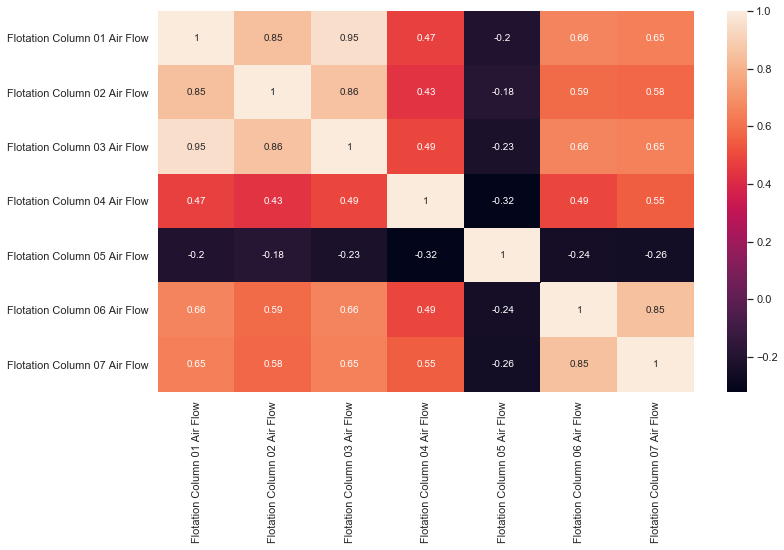 Flotation Column 01 Air Flow 1 0.85 0.95 0.47 -0.2 0.66 0.65
Flotation Column 02 Air Flow 0.85 1 0.86 0.43 -0.18 0.59 0.58
Flotation Column 03 Air Flow 0.95 0.86 1 0.49 -0.23 0.66 0.65
Flotation Column 04 Air Flow 0.47 0.43 0.49 1 -0.32 0.49 0.55
Flotation Column 05 Air Flow -0.2 -0.18 -0.23 -0.32 1 -0.24 -0.26
Flotation Column 06 Air Flow 0.66 0.59 0.66 0.49 -0.24 1 0.85
Flotation Column 07 Air Flow 0.65 0.58 0.65 0.55 -0.26 0.85 1
Flotation Column 01 Air Flow
Flotation Column 02 Air Flow
Flotation Column 03 Air Flow
Flotation Column 04 Air Flow
Flotation Column 05 Air Flow
Flotation Column 06 Air Flow
Flotation Column 07 Air Flow
1.0
0.8
0.6
0.4
0.2
0.0
−0.2